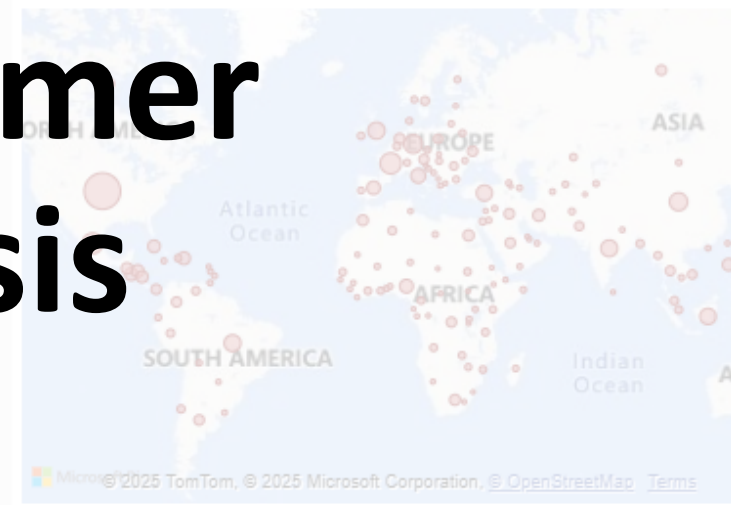 mer
sis
EUROPE
ASIA
Atlantic
Ocean
AFRICA
SOUTH AMERICA
Indian
Ocean
© 2025 TomTom, © 2025 Microsoft Corporation, © OpenStreetMap Terms